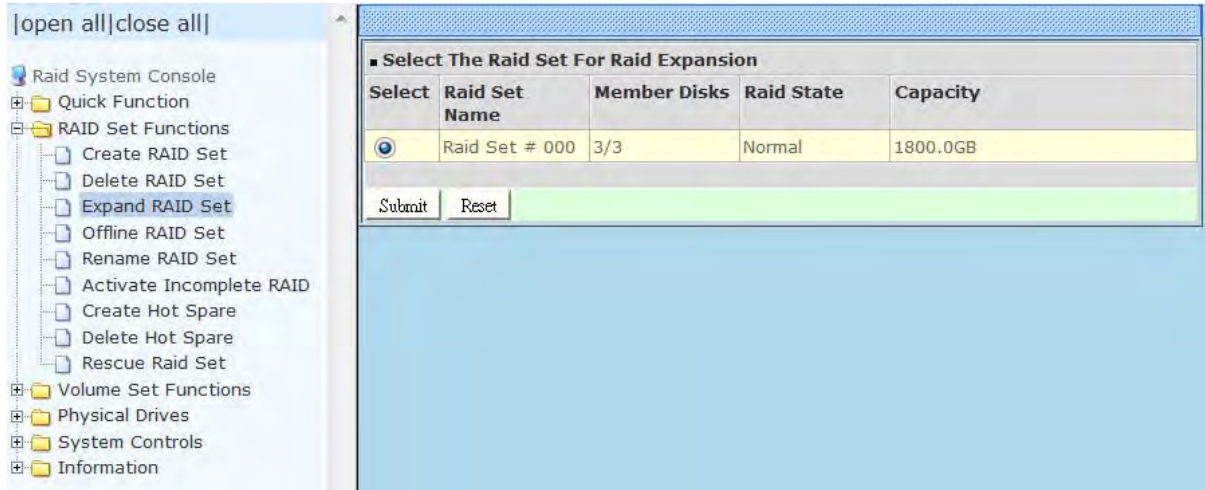 |open all|close all|
Raid System Console
Quick Function
RAID Set Functions
Create RAID Set
Delete RAID Set
Expand RAID Set
Offline RAID Set
Rename RAID Set
Activate Incomplete RAID
Create Hot Spare
Delete Hot Spare
Rescue Raid Set
Volume Set Functions
Physical Drives
System Controls
Information
Select The Raid Set For Raid Expansion
Select Raid Set Name Member Disks Raid State Capacity
Raid Set # 000 3/3 Normal 1800.0GB
Submit Reset